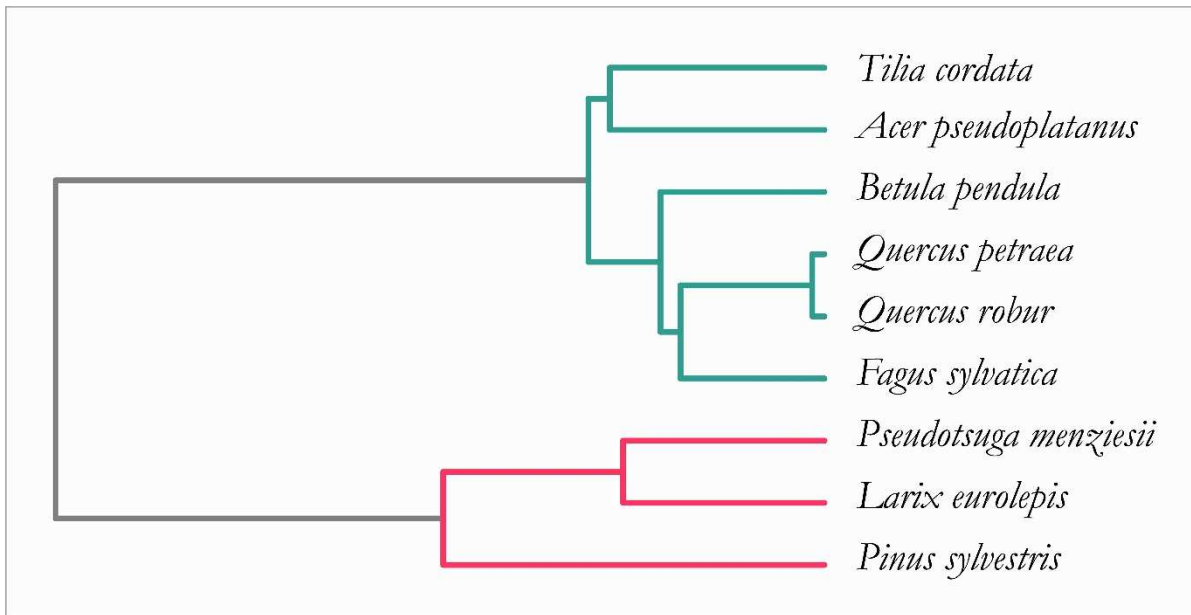 Tilia cordata
Acer pseudoplatanus
Betula pendula
Quercus petraea
Quercus robur
Fagus sylvatica
Pseudotsuga menziesii
Larix eurolepis
Pinus sylvestris